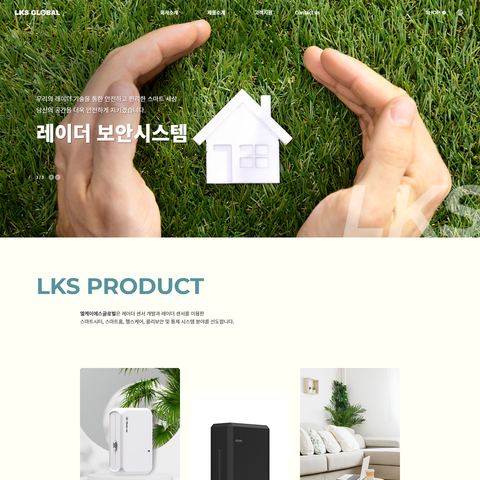 LKS GLOBAL
회사소개
제품소개
고객지원
Contact us
우리의 레이더 기술을 통한 안전하고 편리한 스마트 세상
당신의 공간을 더욱 안전하게 지키겠습니다.
레이더 보안시스템
1 / 3
LKS
LKS PRODUCT
엘케이에스글로벌은 레이더 센서 개발과 레이더 센서를 이용한
스마트시티, 스마트홈, 헬스케어, 물리보안 및 통제 시스템 분야를 선도합니다.